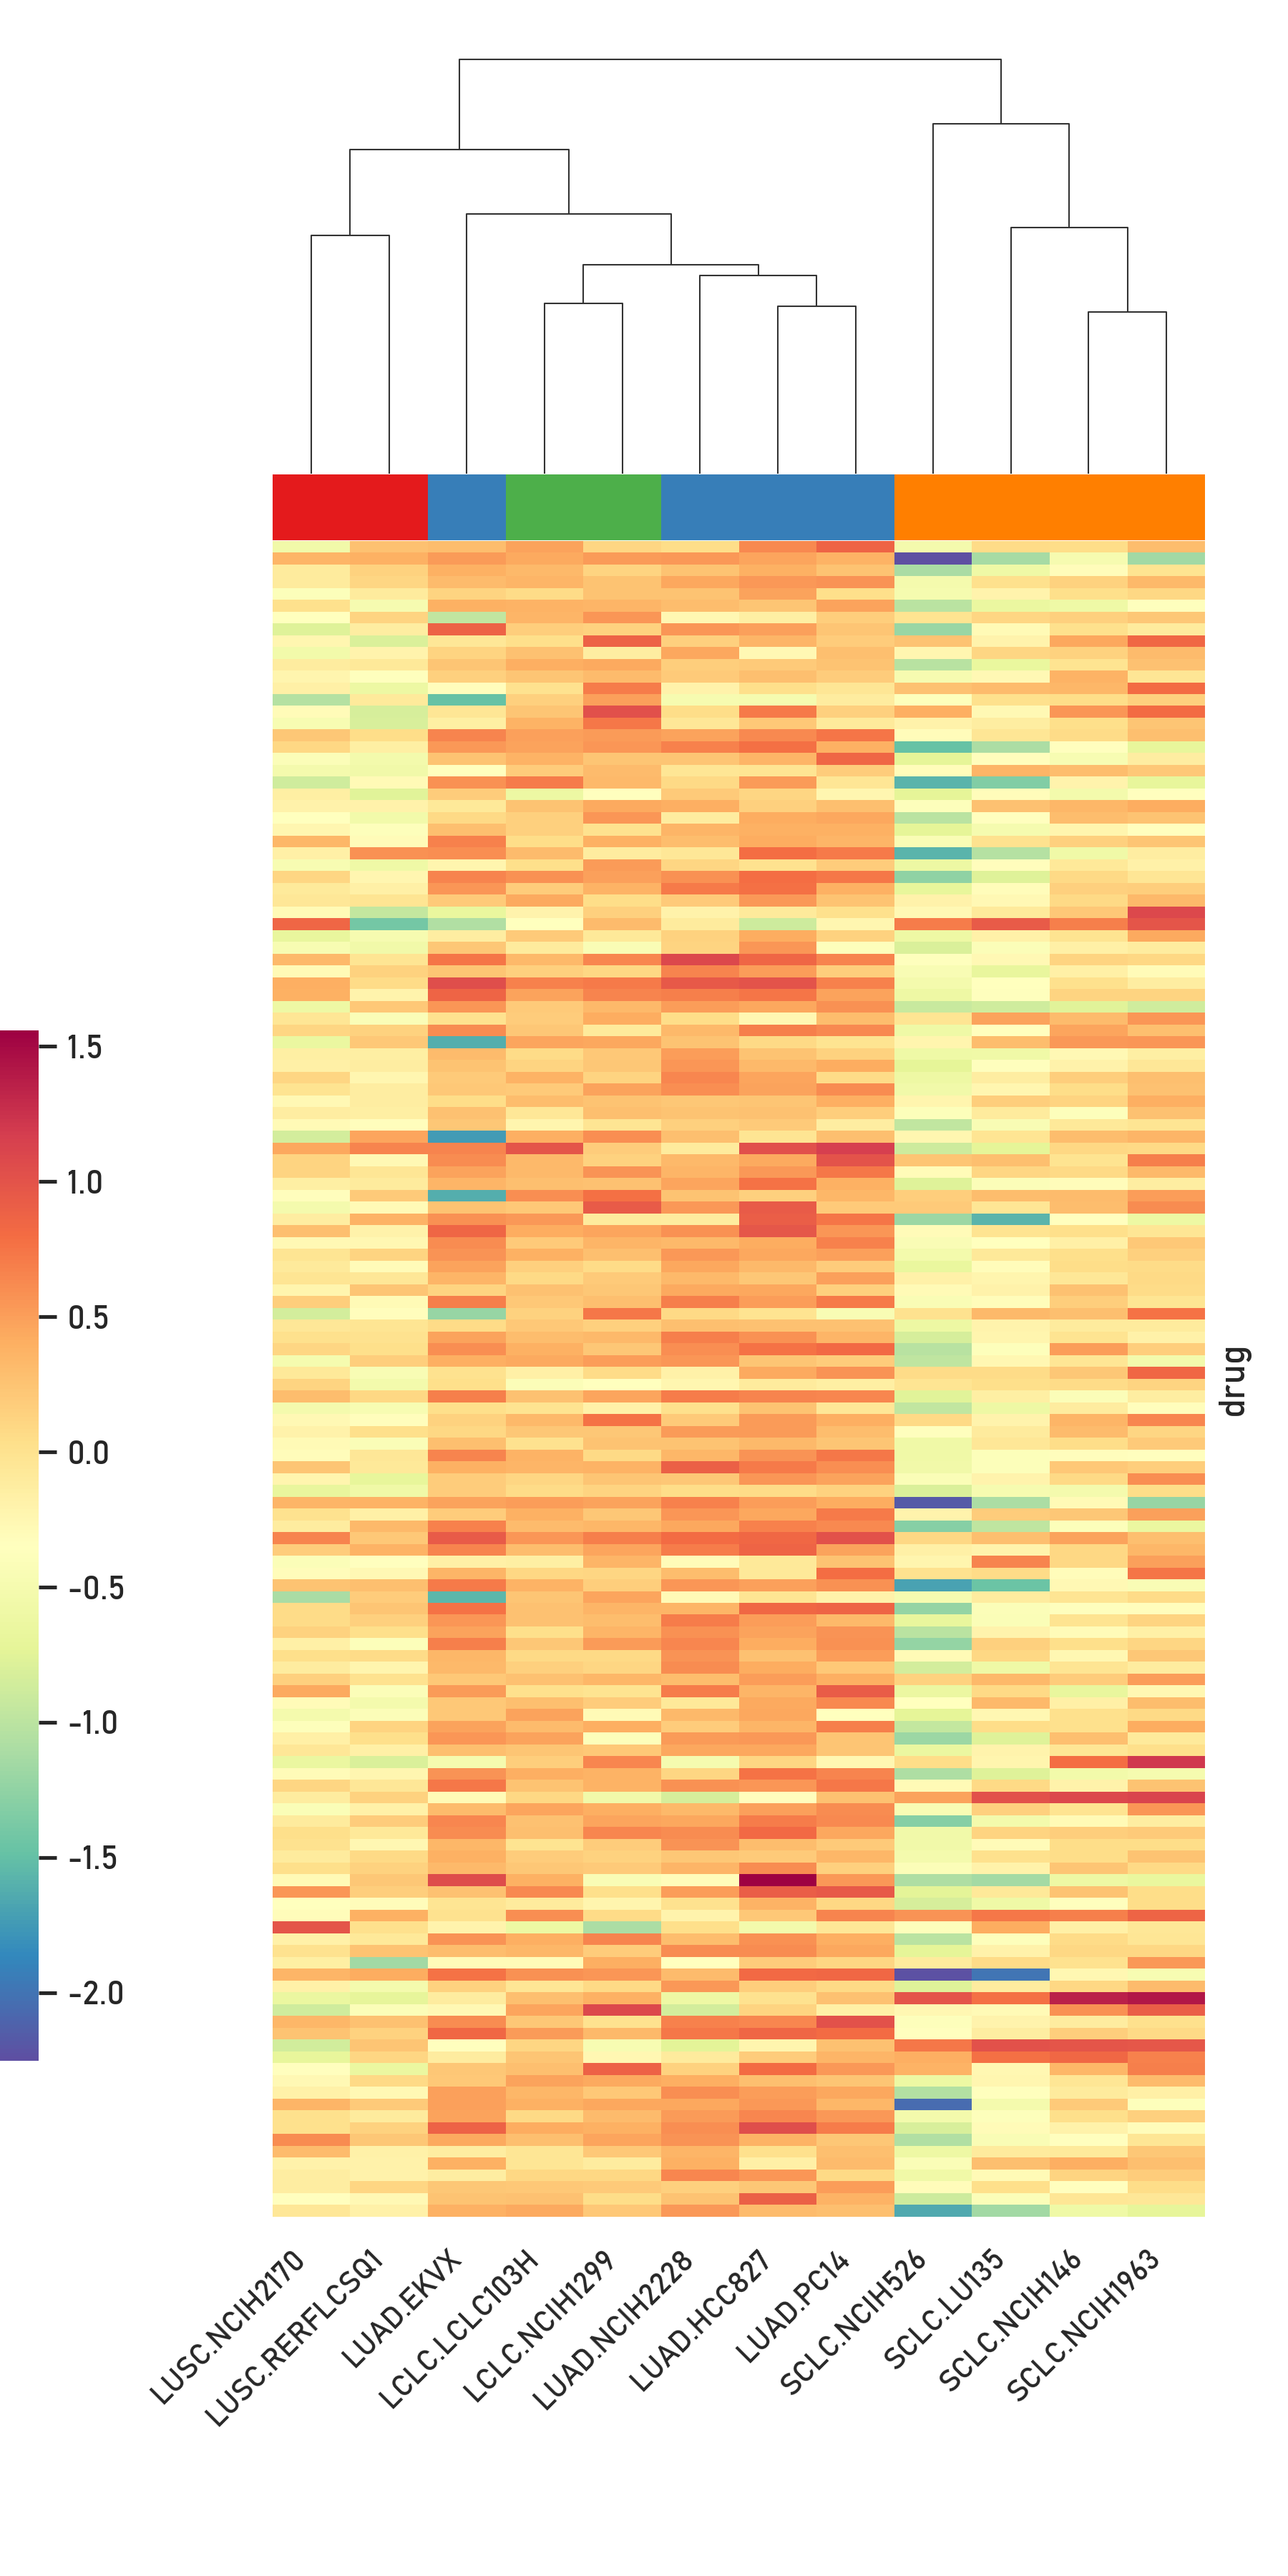 1.5
1.0
0.5
0.0
-0.5
-1.0
-1.5
-2.0
drug
LUSC.NCIH2170
LUSC.RERFLCSQ1
LUAD.EKVX
LCLC.LCLC103H
LCLC.NCIH1299
LUAD.NCIH2228
LUAD.HCC827
LUAD.PC14
SCLC.NCIH526
SCLC.LU135
SCLC.NCIH146
SCLC.NCIH1963